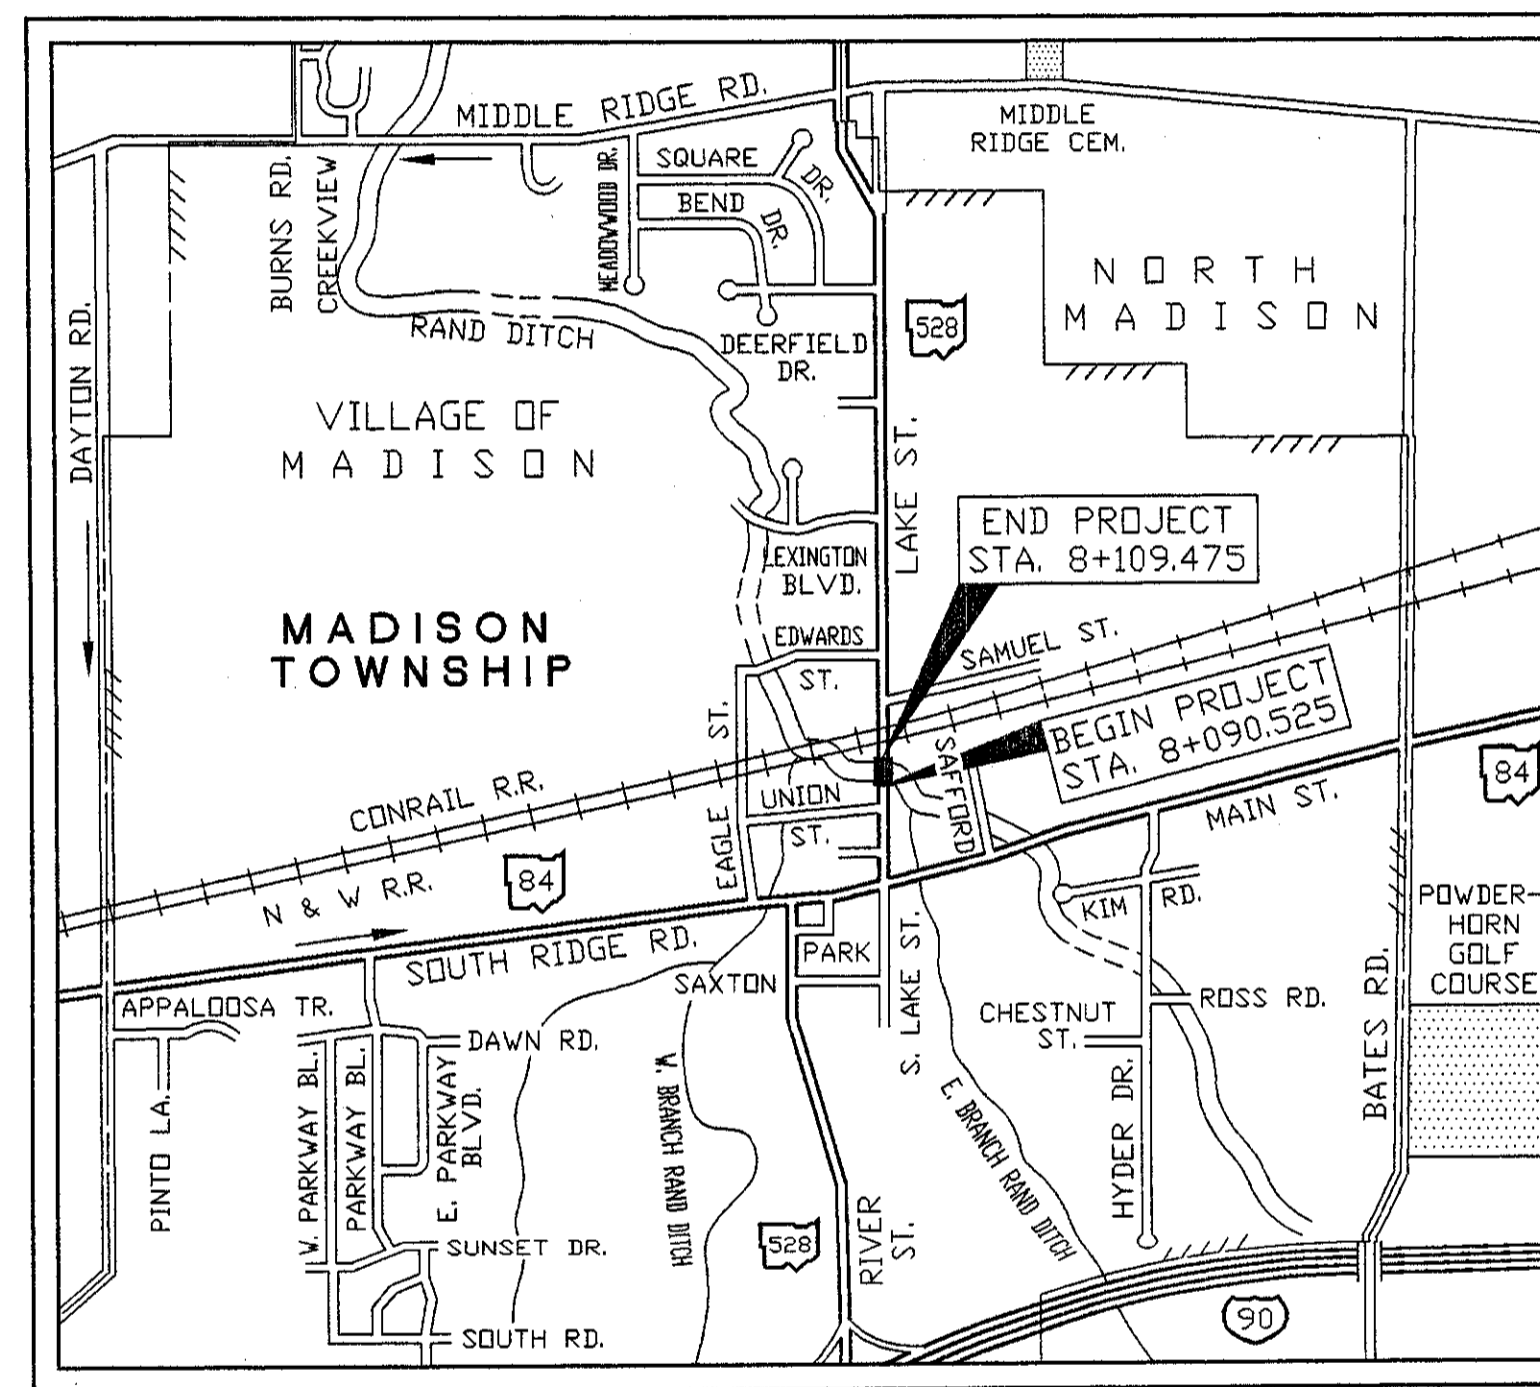 MIDDLE RIDGE RD.
MIDDLE
RIDGE CEM.
SQUARE
DR.
BEND
DR.
MEADOWWOOD DR.
BURNS RD.
CREEKVIEW
NORTH
MADISON
528
RAND DITCH
DEERFIELD
DR.
DAYTON RD.
VILLAGE OF
MADISON
LAKE ST.
END PROJECT
STA. 8+109.475
LEXINGTON
BLVD.
MADISON
TOWNSHIP
EDWARDS
ST.
SAMUEL ST.
BEGIN PROJECT
STA. 8+090.525
EAGLE ST.
SAFFORD
UNION
ST.
CONRAIL R.R.
N & W R.R.
84
MAIN ST.
84
KIM RD.
POWDER-
HORN
GOLF
COURSE
SOUTH RIDGE RD.
PARK
SAXTON
S. LAKE ST.
APPALOOSA TR.
DAWN RD.
CHESTNUT
ST.
ROSS RD.
BATES RD.
PINTO LA.
W. PARKWAY BL.
PARKWAY BL.
E. PARKWAY
BLVD.
W. BRANCH RAND DITCH
E. BRANCH RAND DITCH
HYDER DR.
SUNSET DR.
528
RIVER
ST.
90
SOUTH RD.